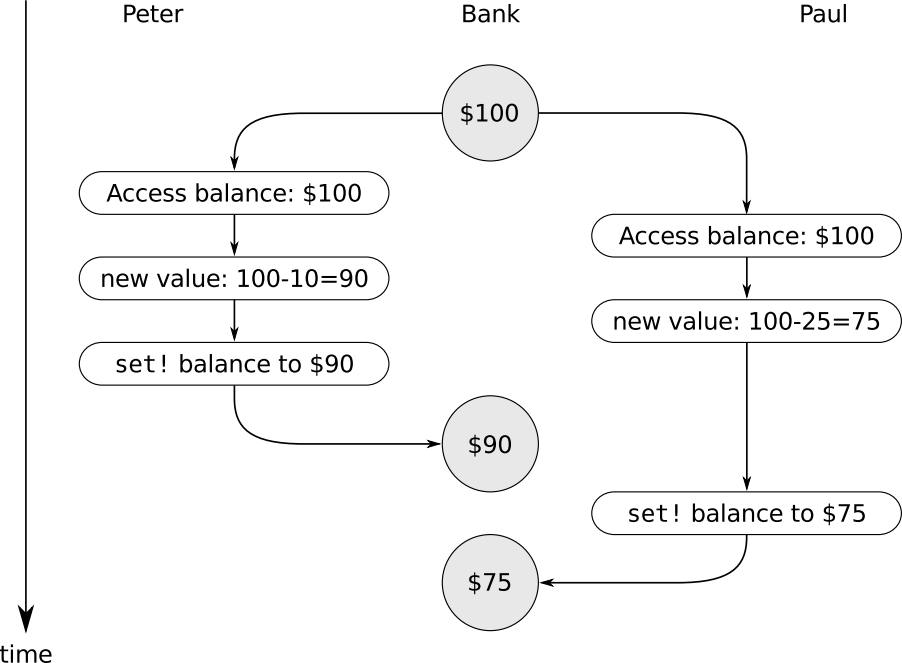 Peter Bank Paul
$100
Access balance: $100
Access balance: $100
new value: 100-10=90
new value: 100-25=75
set! balance to $90
$90
set! balance to $75
$75
time